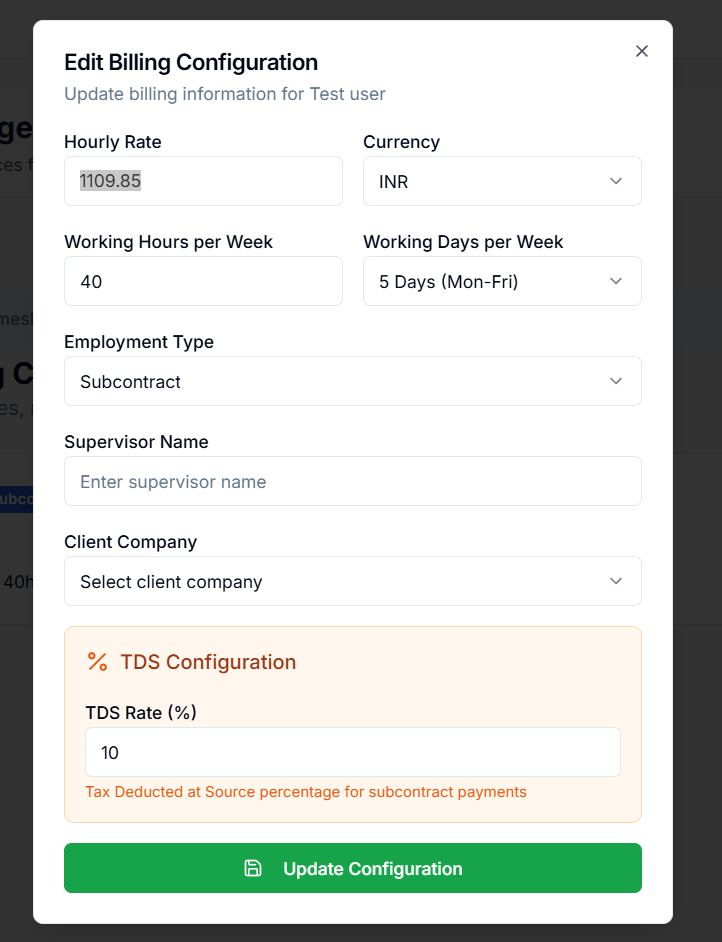 Edit Billing Configuration
Update billing information for Test user
Hourly Rate
Currency
1109.85
INR
Working Hours per Week
Working Days per Week
40
5 Days (Mon-Fri)
Employment Type
Subcontract
Supervisor Name
Enter supervisor name
Client Company
Select client company
40h
TDS Configuration
TDS Rate (%)
10
Tax Deducted at Source percentage for subcontract payments
Update Configuration